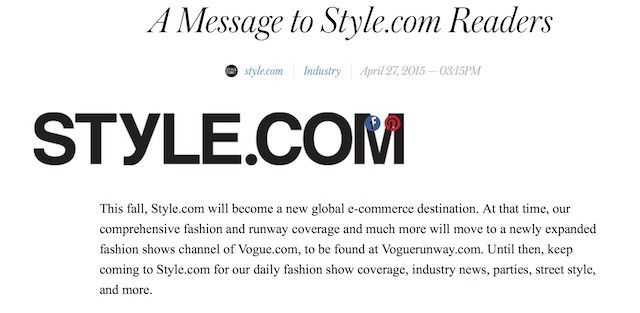 A Message to Style.com Readers
style.com Industry April 27, 2015 — 03:15PM
STYLE.COM
This fall, Style.com will become a new global e-commerce destination. At that time, our
comprehensive fashion and runway coverage and much more will move to a newly expanded
fashion shows channel of Vogue.com, to be found at Voguerunway.com. Until then, keep
coming to Style.com for our daily fashion show coverage, industry news, parties, street style,
and more.